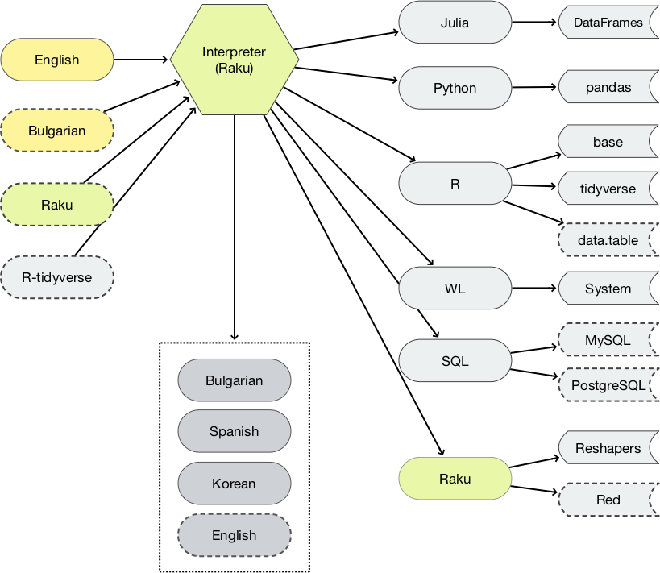 English
Bulgarian
Raku
R-tidyverse
Interpreter
(Raku)
Bulgarian
Spanish
Korean
English
Julia
DataFrames
Python
pandas
R
base
tidyverse
data.table
WL
System
SQL
MySQL
PostgreSQL
Raku
Reshapers
Red